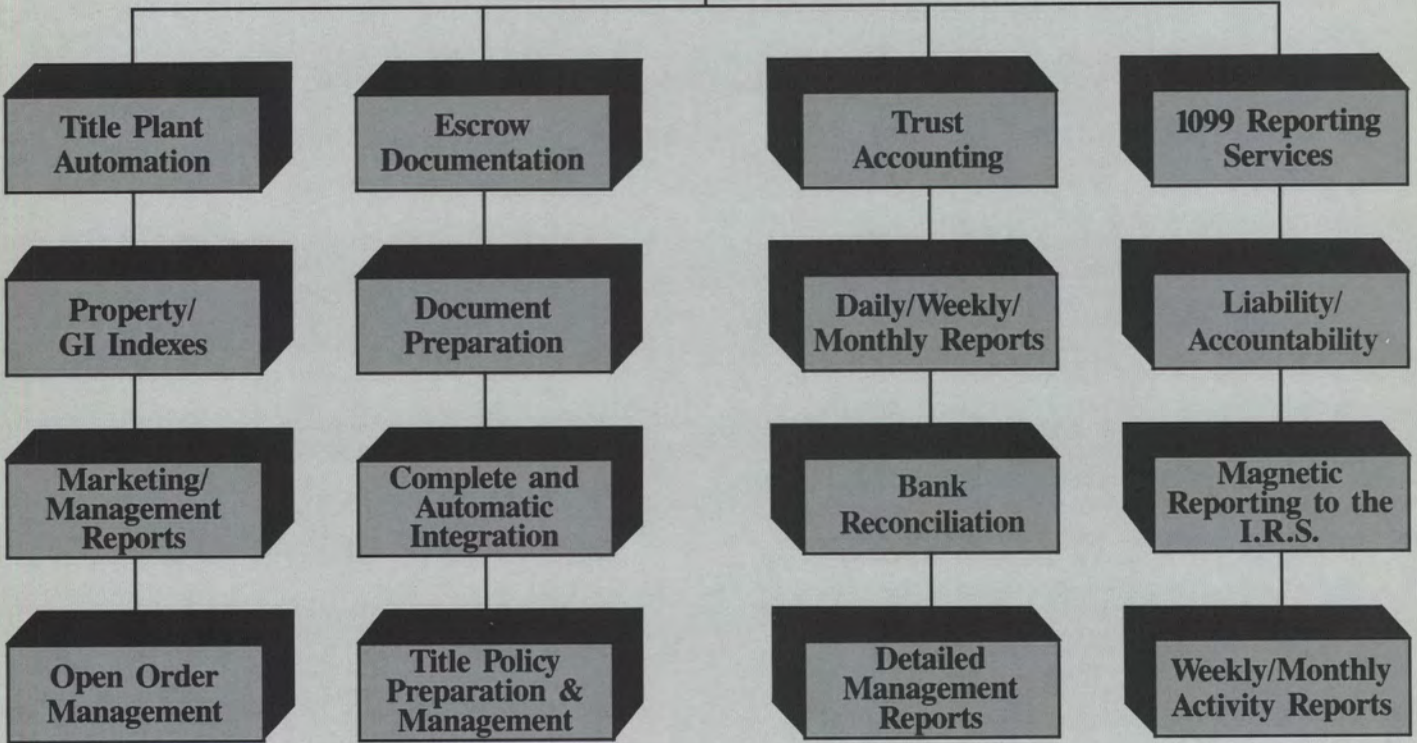 Title Plant
Automation
Property/
GI Indexes
Marketing/
Management
Reports
Open Order
Management
Escrow
Documentation
Document
Preparation
Complete and
Automatic
Integration
Title Policy
Preparation &
Management
Trust
Accounting
Daily/Weekly/
Monthly Reports
Bank
Reconciliation
Detailed
Management
Reports
1099 Reporting
Services
Liability/
Accountability
Magnetic
Reporting to the
I.R.S.
Weekly/Monthly
Activity Reports